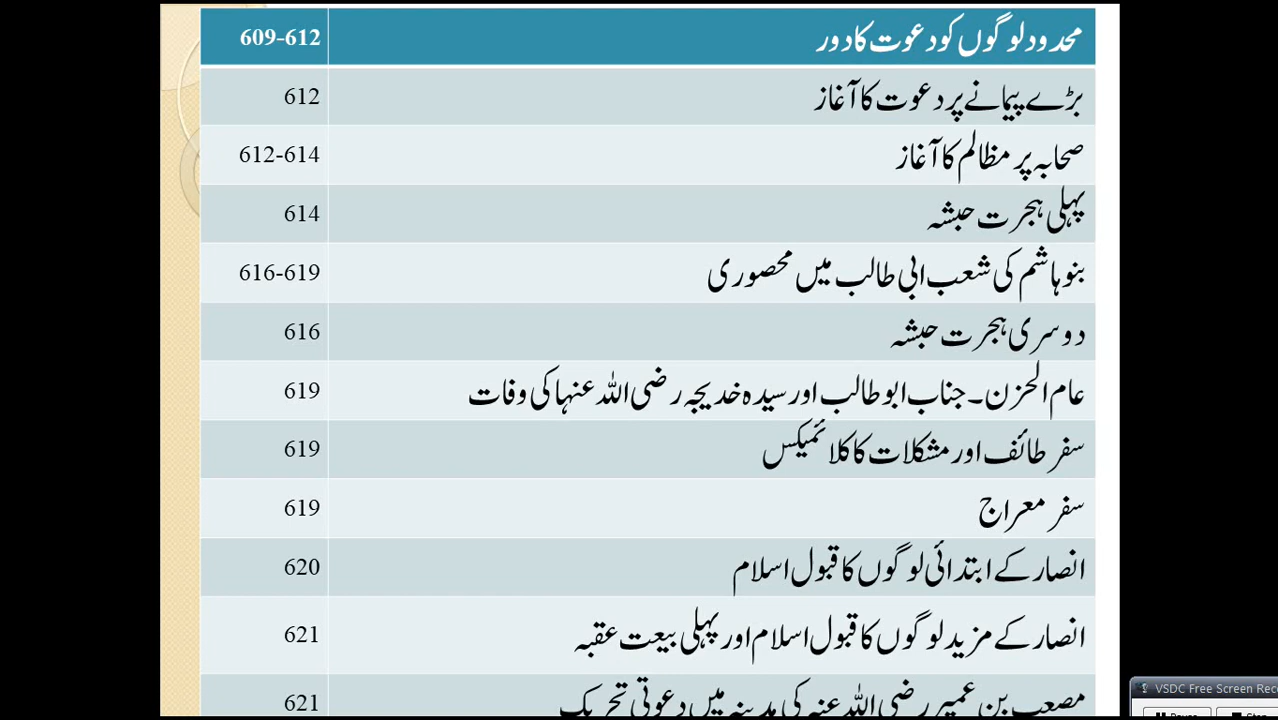 محدود لوگوں کو دعوت کا دور 609-612
بڑے پیمانے پر دعوت کا آغاز 612
صحابہ پر مظالم کا آغاز 612-614
پہلی ہجرت حبشہ 614
بنو ہاشم کی شعب ابی طالب میں محصوری 616-619
دوسری ہجرت حبشہ 616
عام الحزن۔ جناب ابو طالب اور سیدہ خدیجہ رضی اللہ عنہا کی وفات 619
سفر طائف اور مشکلات کا کلائمیکس 619
سفر معراج 619
انصار کے ابتدائی لوگوں کا قبول اسلام 620
انصار کے مزید لوگوں کا قبول اسلام اور پہلی بیعت عقبہ 621
مصعب بن عمیر رضی اللہ عنہ کی مدینہ میں دعوتی تحریک 621
VSDC Free Screen Rec
Pause Stop